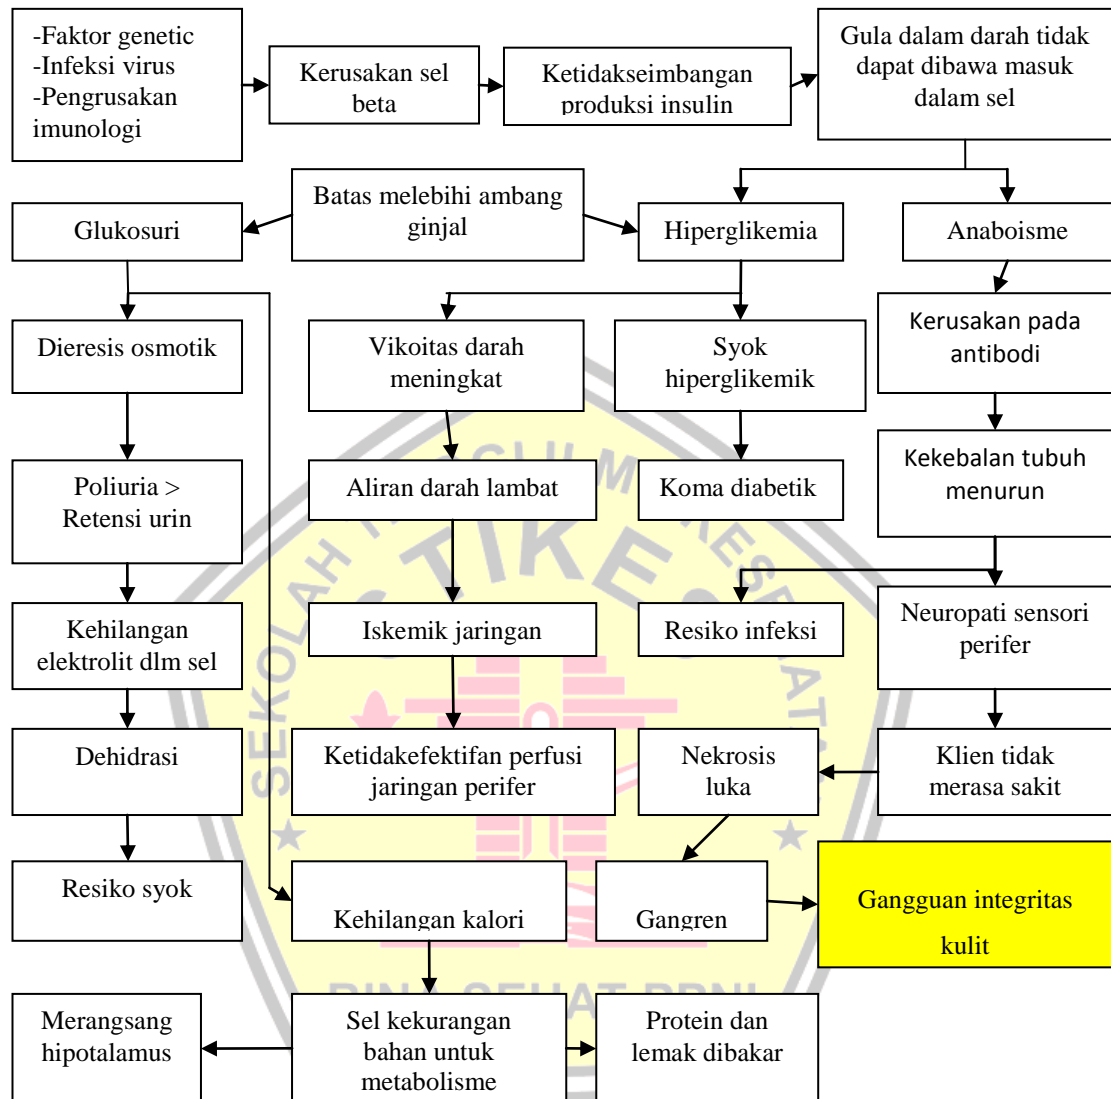 -Faktor genetic
-Infeksi virus
-Pengrusakan
imunologi
Kerusakan sel
beta
Ketidakseimbangan
produksi insulin
Gula dalam darah tidak
dapat dibawa masuk
dalam sel
Glukosuri
Batas melebihi ambang
ginjal
Hiperglikemia
Anaboisme
Dieresis osmotik
Vikoitas darah
meningkat
Syok
hiperglikemik
Kerusakan pada
antibodi
Poliuria >
Retensi urin
Aliran darah lambat
Koma diabetik
Kekebalan tubuh
menurun
Kehilangan
elektrolit dlm sel
Iskemik jaringan
Resiko infeksi
Neuropati sensori
perifer
Dehidrasi
Ketidakefektifan perfusi
jaringan perifer
Nekrosis
luka
Klien tidak
merasa sakit
Resiko syok
Kehilangan kalori
Gangren
Gangguan integritas
kulit
Merangsang
hipotalamus
Sel kekurangan
bahan untuk
metabolisme
Protein dan
lemak dibakar
SEKOLAH